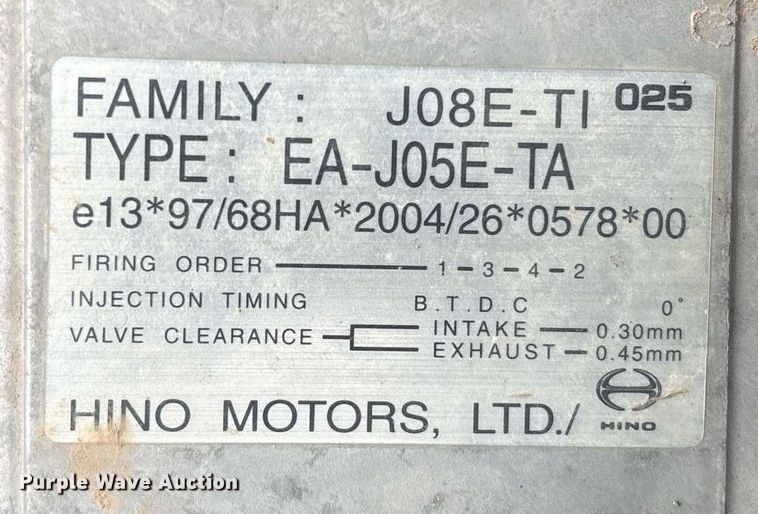 FAMILY : J08E-TI 025
TYPE : EA-J05E-TA
e13*97/68HA*2004/26*0578*00
FIRING ORDER 1-3-4-2
INJECTION TIMING B.T.D.C 0°
VALVE CLEARANCE INTAKE 0.30mm
EXHAUST 0.45mm
HINO MOTORS, LTD./ HINO
Purple Wave Auction